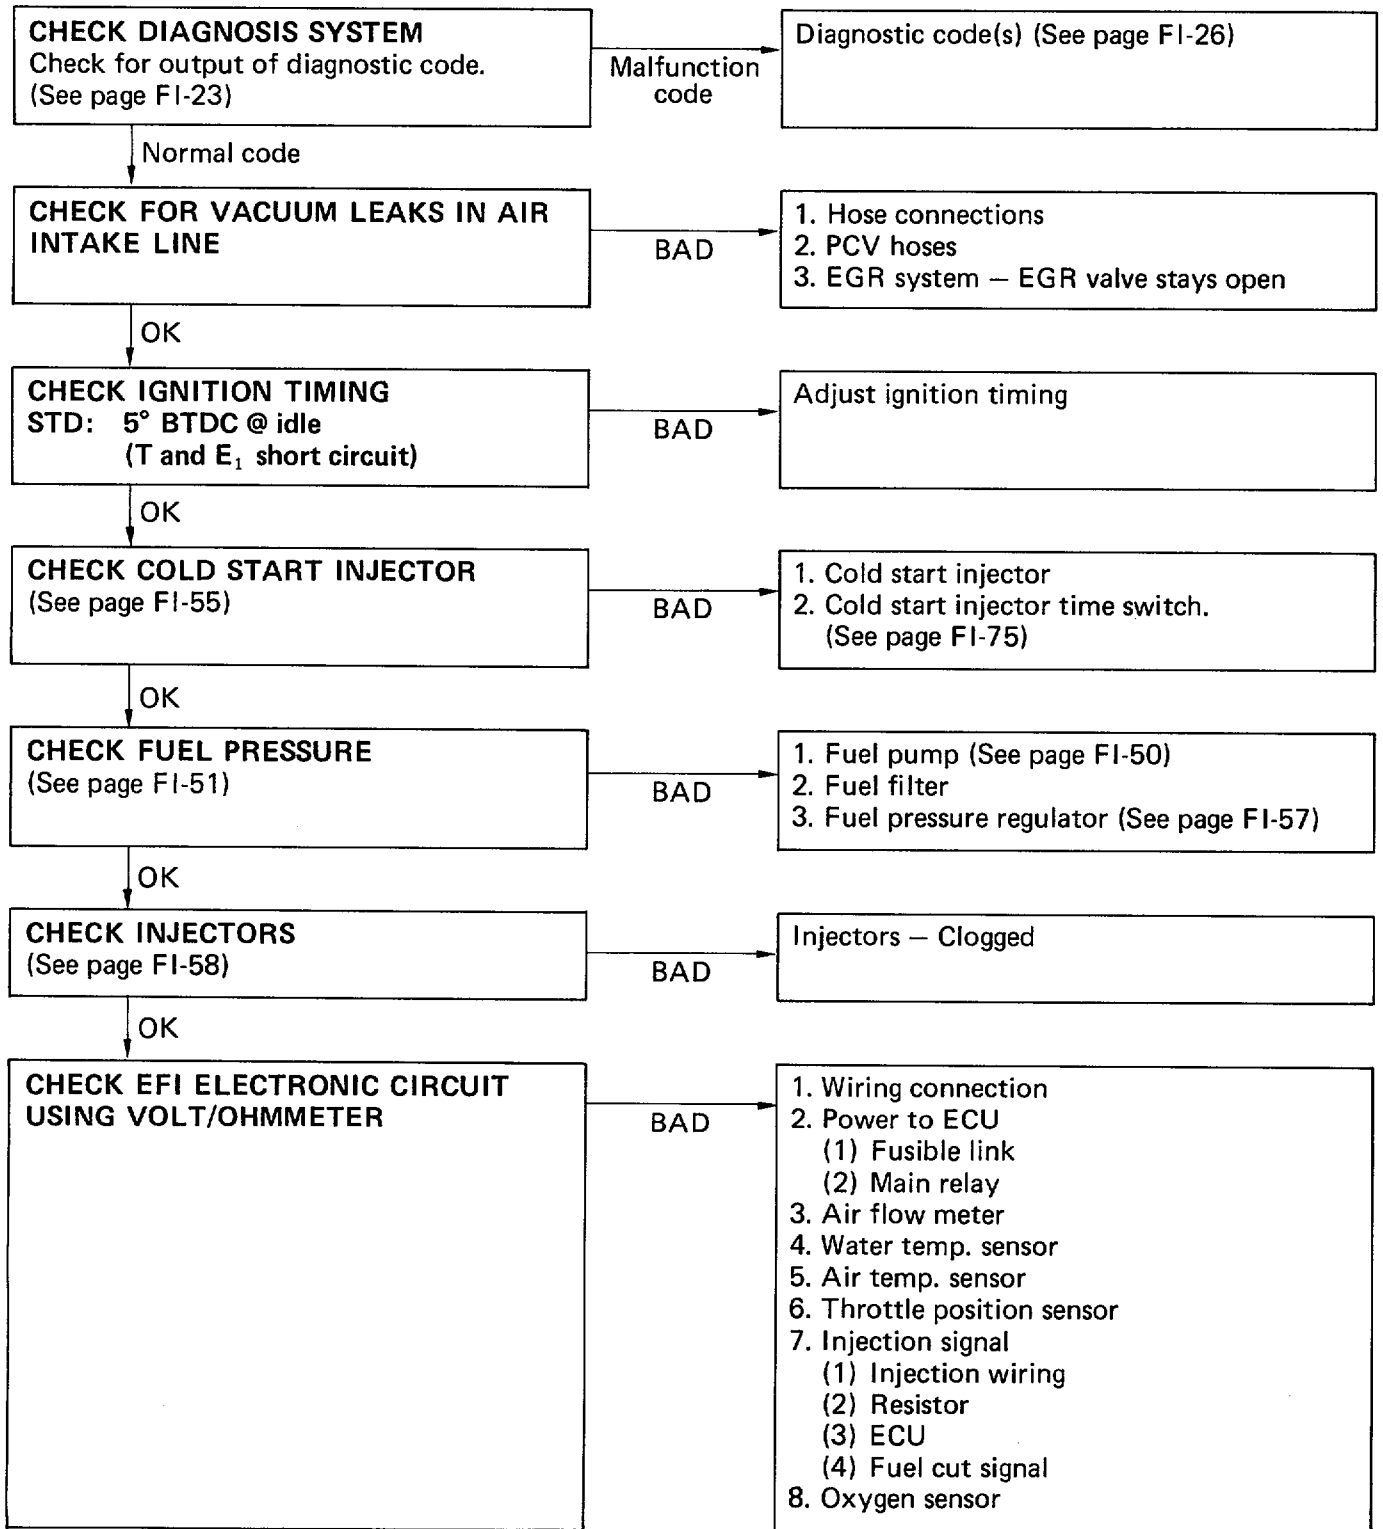 CHECK DIAGNOSIS SYSTEM
Check for output of diagnostic code.
(See page FI-23)
Malfunction
code
Diagnostic code(s) (See page FI-26)
Normal code
CHECK FOR VACUUM LEAKS IN AIR
INTAKE LINE
BAD
1. Hose connections
2. PCV hoses
3. EGR system — EGR valve stays open
OK
CHECK IGNITION TIMING
STD: 5° BTDC @ idle
(T and E₁ short circuit)
BAD
Adjust ignition timing
OK
CHECK COLD START INJECTOR
(See page FI-55)
BAD
1. Cold start injector
2. Cold start injector time switch.
(See page FI-75)
OK
CHECK FUEL PRESSURE
(See page FI-51)
BAD
1. Fuel pump (See page FI-50)
2. Fuel filter
3. Fuel pressure regulator (See page FI-57)
OK
CHECK INJECTORS
(See page FI-58)
BAD
Injectors — Clogged
OK
CHECK EFI ELECTRONIC CIRCUIT
USING VOLT/OHMMETER
BAD
1. Wiring connection
2. Power to ECU
(1) Fusible link
(2) Main relay
3. Air flow meter
4. Water temp. sensor
5. Air temp. sensor
6. Throttle position sensor
7. Injection signal
(1) Injection wiring
(2) Resistor
(3) ECU
(4) Fuel cut signal
8. Oxygen sensor